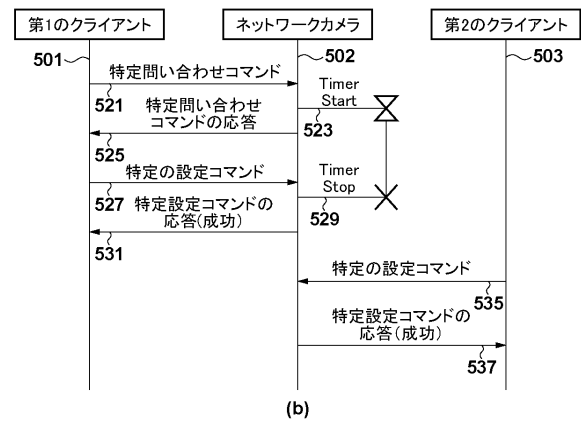 第1のクライアント
ネットワークカメラ
第2のクライアント
501
502
503
特定問い合わせコマンド
521
Timer
Start
523
特定問い合わせ
コマンドの応答
525
特定の設定コマンド
527
Timer
Stop
529
特定設定コマンドの
応答(成功)
531
特定の設定コマンド
535
特定設定コマンドの
応答(成功)
537
(b)